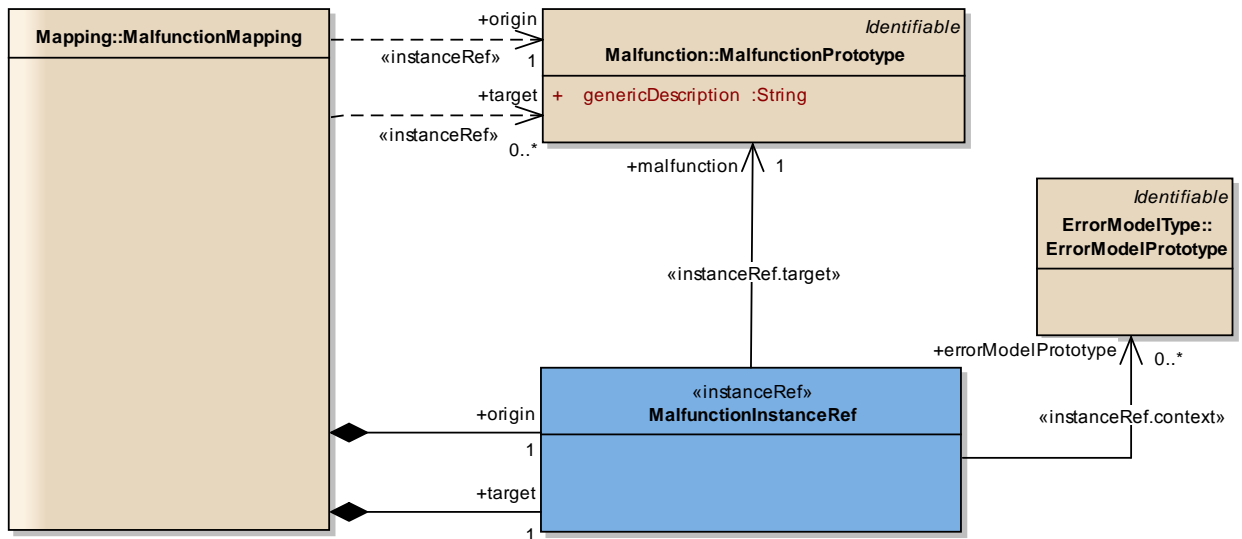 Mapping::MalfunctionMapping
+origin
«instanceRef»
1
+target
«instanceRef»
0..*
Identifiable
Malfunction::MalfunctionPrototype
+ genericDescription :String
+malfunction
1
«instanceRef.target»
Identifiable
ErrorModelType::
ErrorModelPrototype
+errorModelPrototype
0..*
«instanceRef.context»
«instanceRef»
MalfunctionInstanceRef
+origin
1
+target
1